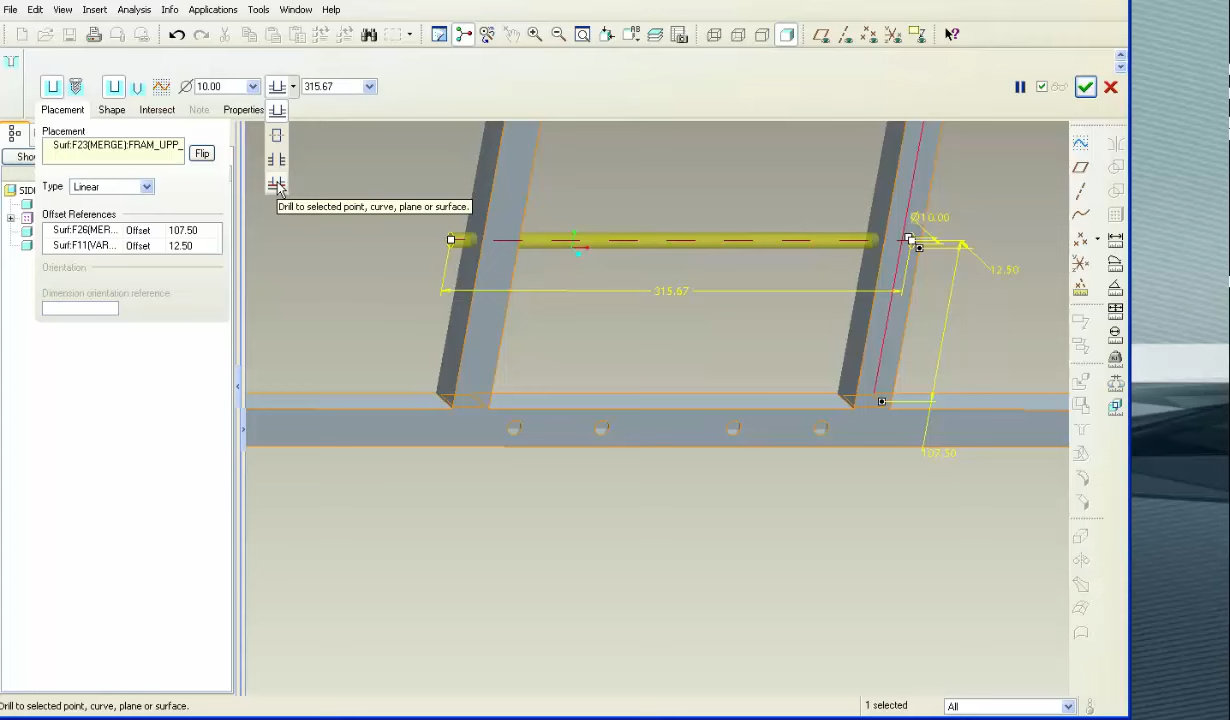 File Edit View Insert Analysis Info Applications Tools Window Help
10.00 315.67
Placement Shape Intersect Note Properties
Placement
Surf:F23(MERGE):FRAM_UPP_
Flip
Show
Type Linear
SIDE
Offset References
Surf:F26(MER... Offset 107.50
Surf:F11(VAR... Offset 12.50
Orientation
Dimension orientation reference
Drill to selected point, curve, plane or surface.
Ø10.00
12.50
315.67
107.50
Drill to selected point, curve, plane or surface.
1 selected
All